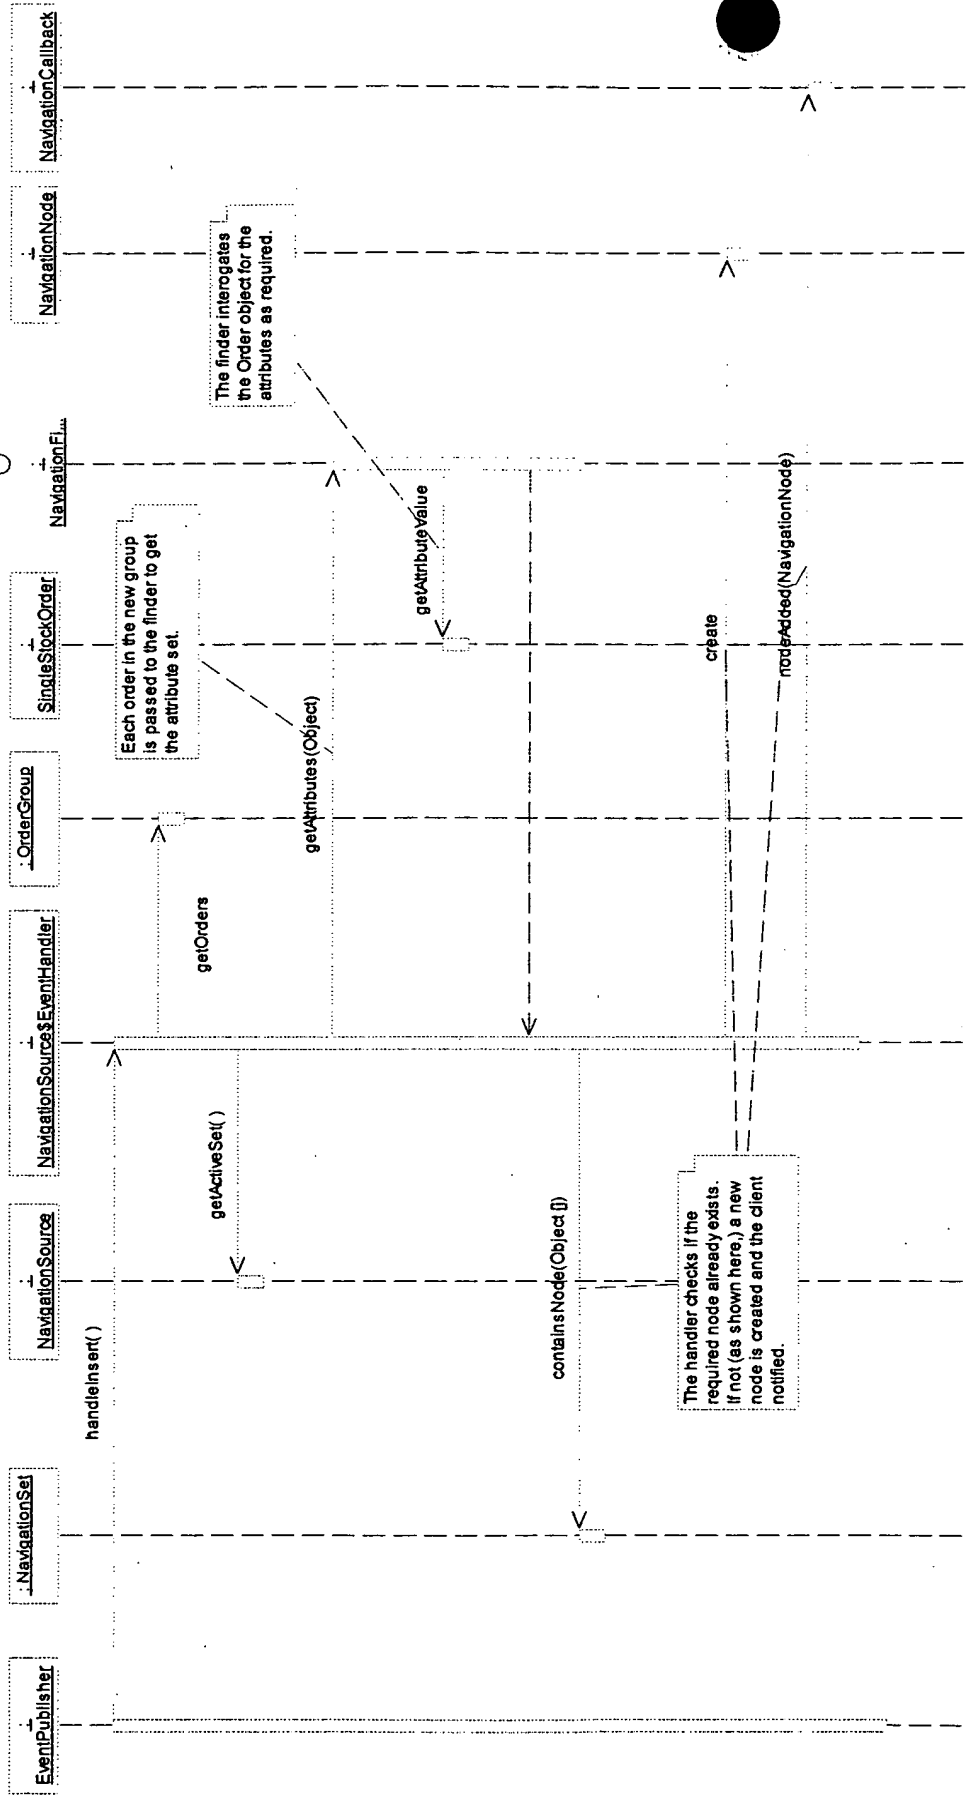 EventPublisher
: NavigationSet
NavigationSource
NavigationSource$EventHandler
: OrderGroup
SingleStockOrder
NavigationFi...
NavigationNode
NavigationCallback
handleInsert( )
getOrders
Each order in the new group
is passed to the finder to get
the attribute set.
getActiveSet( )
The finder interogates
the Order object for the
attributes as required.
getAttributes(Object)
getAttributeValue
containsNode(Object [])
The handler checks if the
required node already exists.
If not (as shown here,) a new
node is created and the client
notified.
create
nodeAdded(NavigationNode)